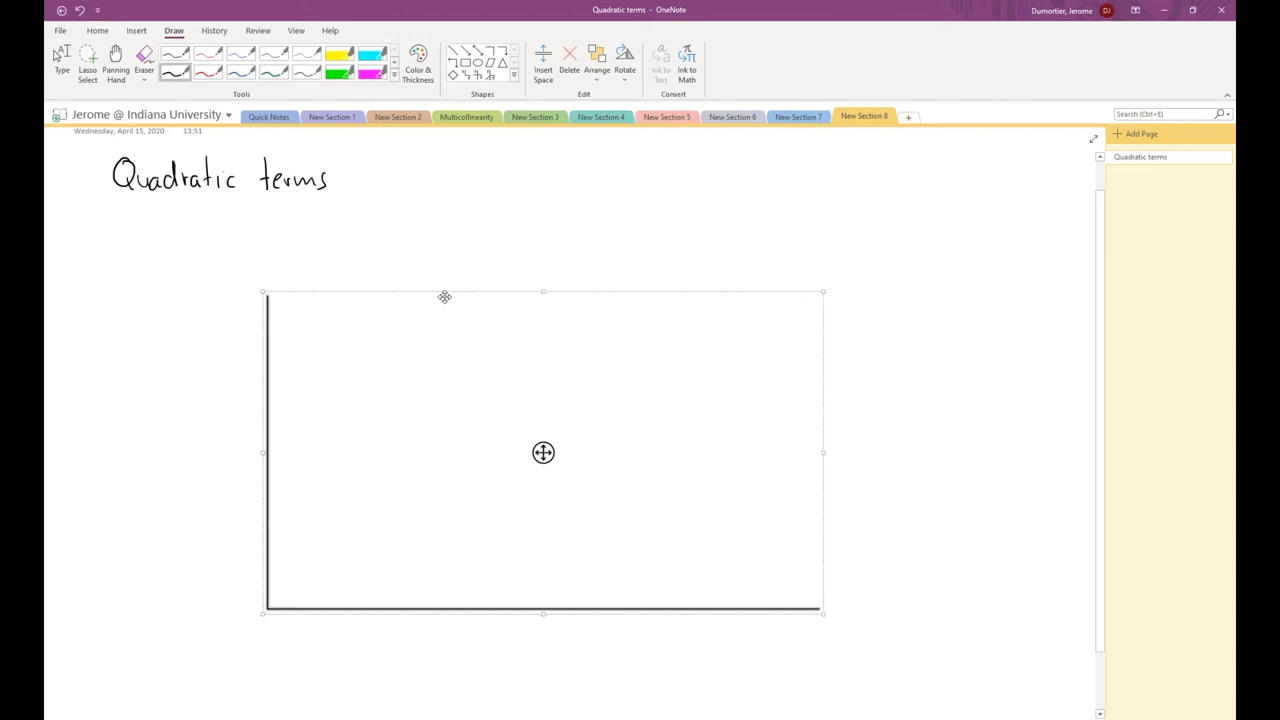 Quadratic terms - OneNote
Dumortier, Jerome DJ
File Home Insert Draw History Review View Help
Type Lasso Select Panning Hand Eraser Color & Thickness Insert Space Delete Arrange Rotate Ink to Text Ink to Math
Tools Shapes Edit Convert
Jerome @ Indiana University Quick Notes New Section 1 New Section 2 Multicollinearity New Section 3 New Section 4 New Section 5 New Section 6 New Section 7 New Section 8 Search (Ctrl+E)
Wednesday, April 15, 2020 13:51
Add Page
Quadratic terms
Quadratic terms